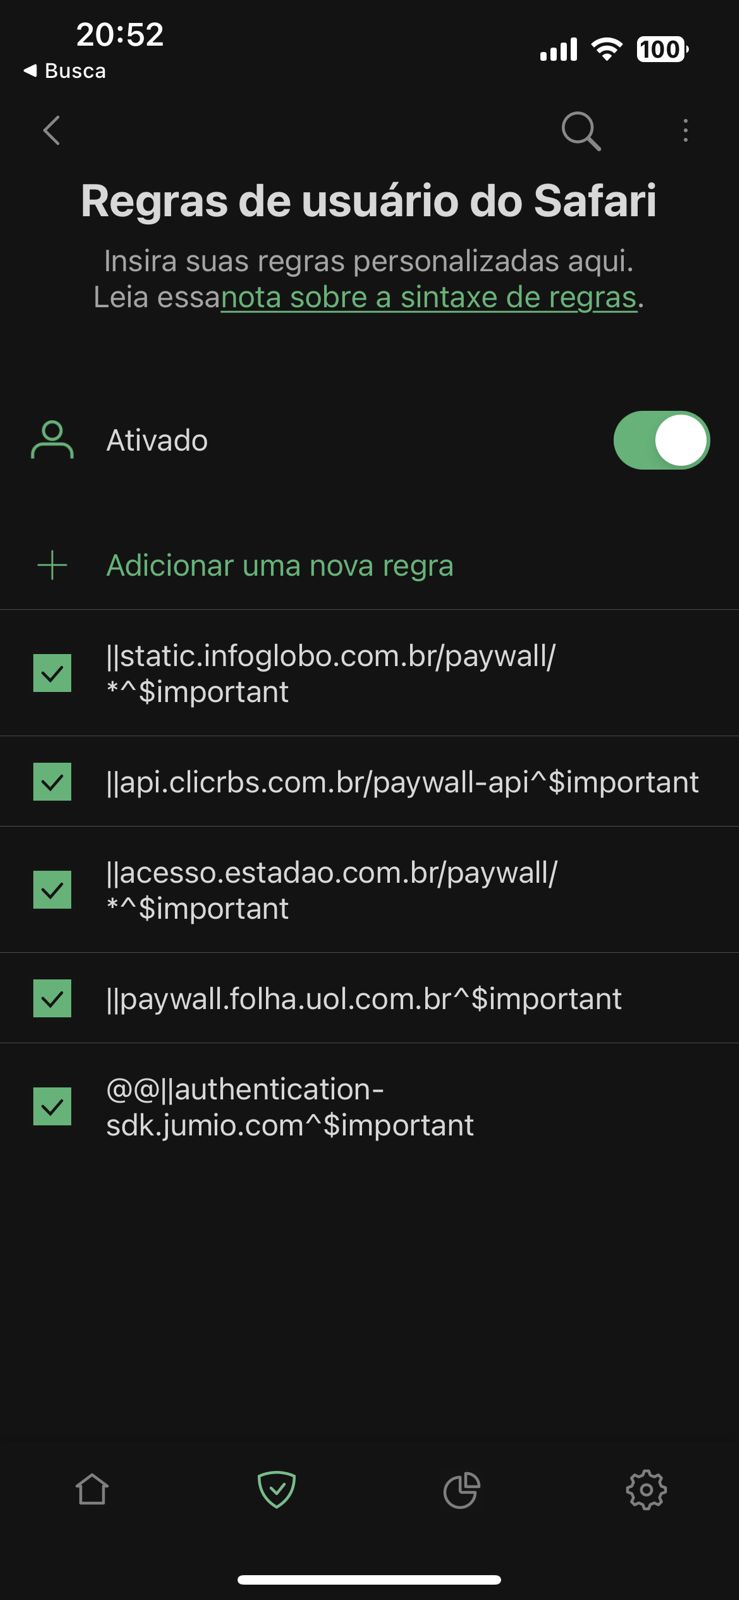 20:52
100
◀ Busca
Regras de usuário do Safari
Insira suas regras personalizadas aqui.
Leia essanota sobre a sintaxe de regras.
Ativado
Adicionar uma nova regra
||static.infoglobo.com.br/paywall/
*^$important
||api.clicrbs.com.br/paywall-api^$important
||acesso.estadao.com.br/paywall/
*^$important
||paywall.folha.uol.com.br^$important
@@||authentication-
sdk.jumio.com^$important